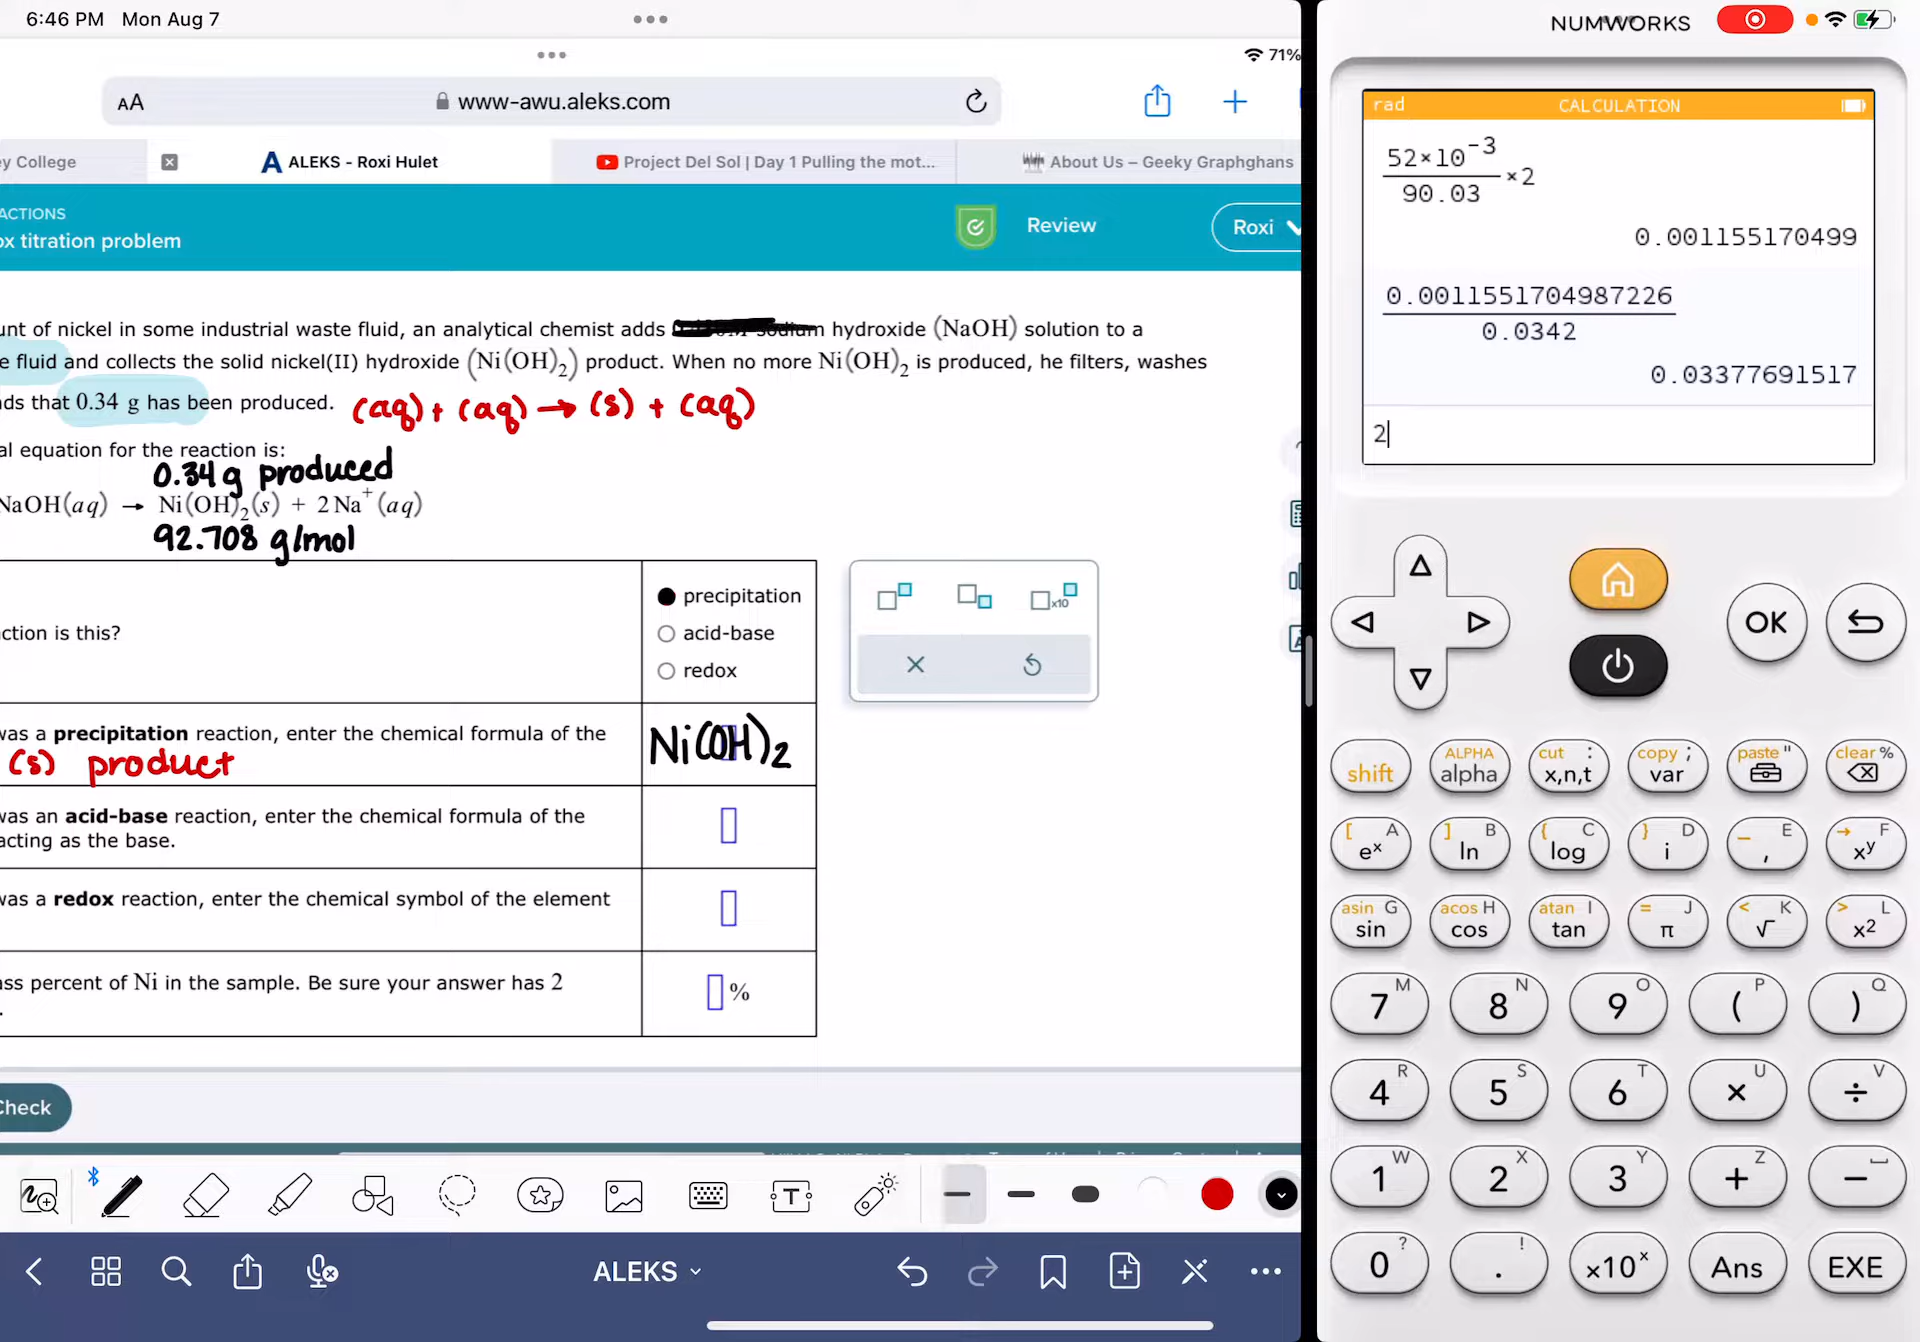 6:46 PM Mon Aug 7
71%
AA www-awu.aleks.com
y College
ALEKS - Roxi Hulet
Project Del Sol | Day 1 Pulling the mot...
About Us – Geeky Graphghans
ACTIONS
ox titration problem
Review
Roxi
unt of nickel in some industrial waste fluid, an analytical chemist adds hydroxide (NaOH) solution to a
e fluid and collects the solid nickel(II) hydroxide (Ni(OH)₂) product. When no more Ni(OH)₂ is produced, he filters, washes
ds that 0.34 g has been produced. (aq) + (aq) → (s) + (aq)
al equation for the reaction is:
0.34 g produced
NaOH(aq) → Ni(OH)₂(s) + 2 Na⁺(aq)
92.708 g/mol
ction is this?
precipitation
acid-base
redox
was a precipitation reaction, enter the chemical formula of the
(s) product
Ni(OH)₂
was an acid-base reaction, enter the chemical formula of the
acting as the base.
was a redox reaction, enter the chemical symbol of the element
ass percent of Ni in the sample. Be sure your answer has 2
%
x10
Check
T
ALEKS
NUMWORKS
rad CALCULATION
52×10⁻³
90.03
×2
0.001155170499
0.0011551704987226
0.0342
0.03377691517
2
OK
shift
ALPHA alpha
cut : x,n,t
copy ; var
paste "
clear %
[ A eˣ
] B ln
{ C log
} D i
_ E ,
→ F xʸ
asin G sin
acos H cos
atan I tan
= J π
< K √
> L x²
7 M
8 N
9 O
( P
) Q
4 R
5 S
6 T
× U
÷ V
1 W
2 X
3 Y
+ Z
−
0 ?
. !
×10ˣ
Ans
EXE